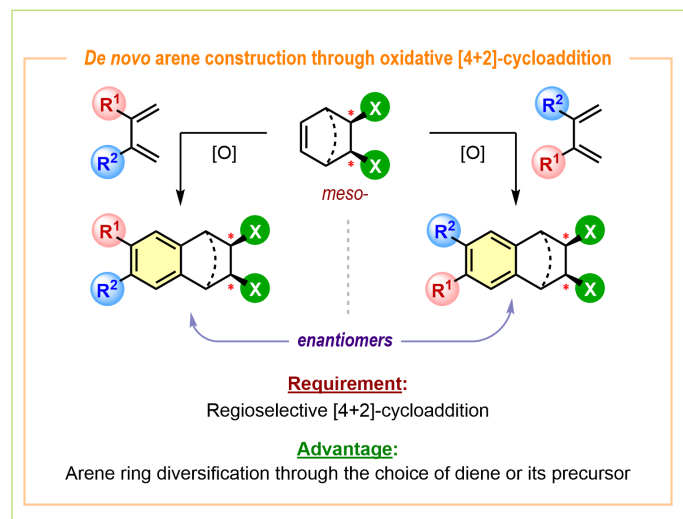 De novo arene construction through oxidative [4+2]-cycloaddition
R¹
R²
[O]
*
X
*
X
meso-
[O]
R²
R¹
R¹
R²
*
X
*
X
R²
R¹
*
X
*
X
enantiomers
Requirement:
Regioselective [4+2]-cycloaddition
Advantage:
Arene ring diversification through the choice of diene or its precursor